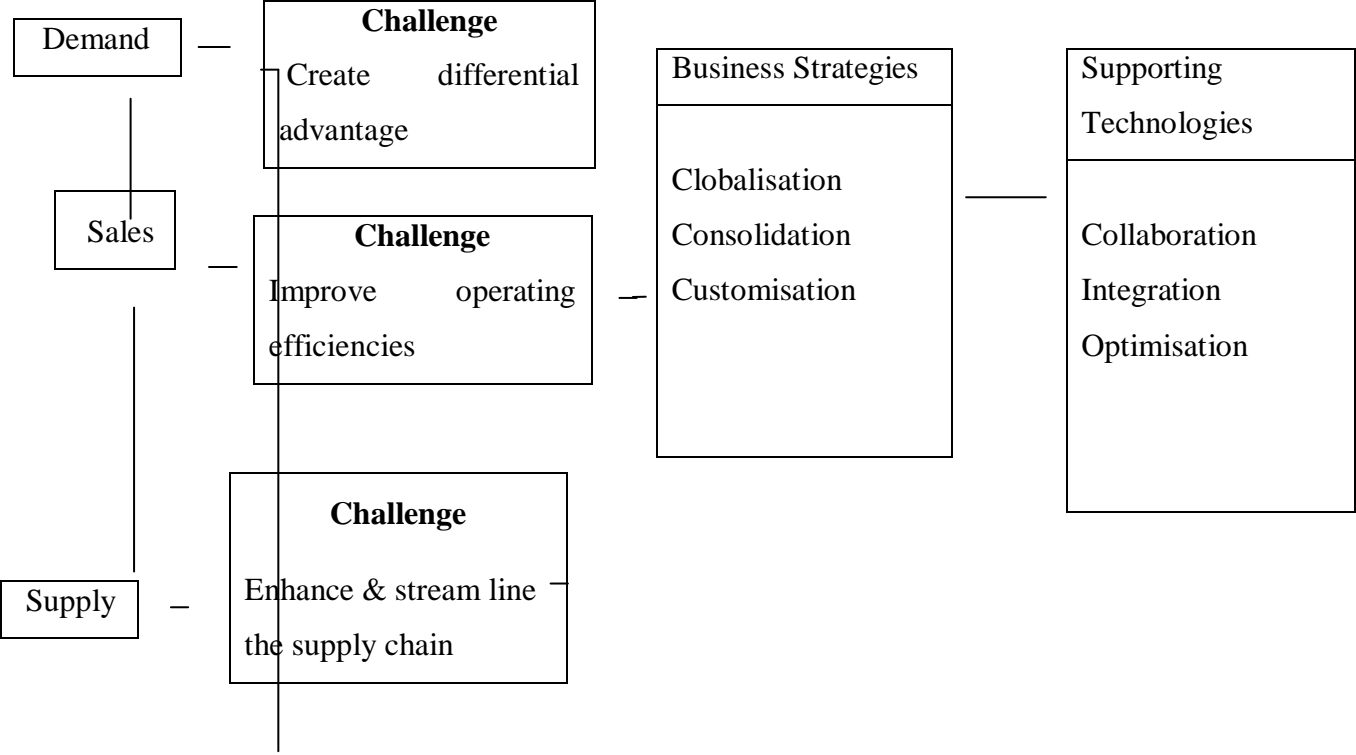 Demand
Challenge
Create differential
advantage
Sales
Challenge
Improve operating
efficiencies
Supply
Challenge
Enhance & stream line
the supply chain
Business Strategies
Clobalisation
Consolidation
Customisation
Supporting
Technologies
Collaboration
Integration
Optimisation